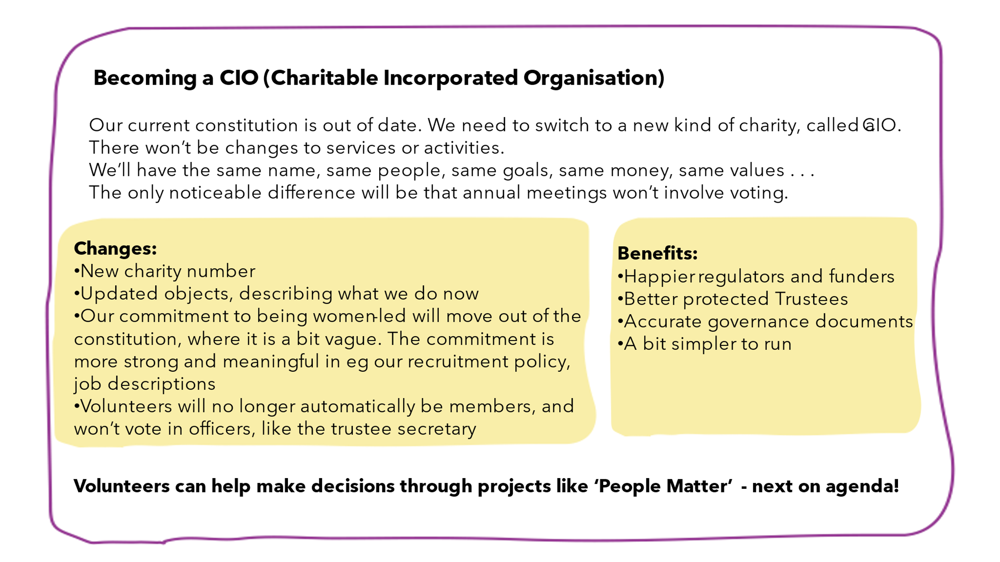 Becoming a CIO (Charitable Incorporated Organisation)
Our current constitution is out of date. We need to switch to a new kind of charity, called a CIO.
There won’t be changes to services or activities.
We’ll have the same name, same people, same goals, same money, same values . . .
The only noticeable difference will be that annual meetings won’t involve voting.
Changes:
•New charity number
•Updated objects, describing what we do now
•Our commitment to being women-led will move out of the
constitution, where it is a bit vague. The commitment is
more strong and meaningful in eg our recruitment policy,
job descriptions
•Volunteers will no longer automatically be members, and
won’t vote in officers, like the trustee secretary
Benefits:
•Happier regulators and funders
•Better protected Trustees
•Accurate governance documents
•A bit simpler to run
Volunteers can help make decisions through projects like ‘People Matter’ - next on agenda!